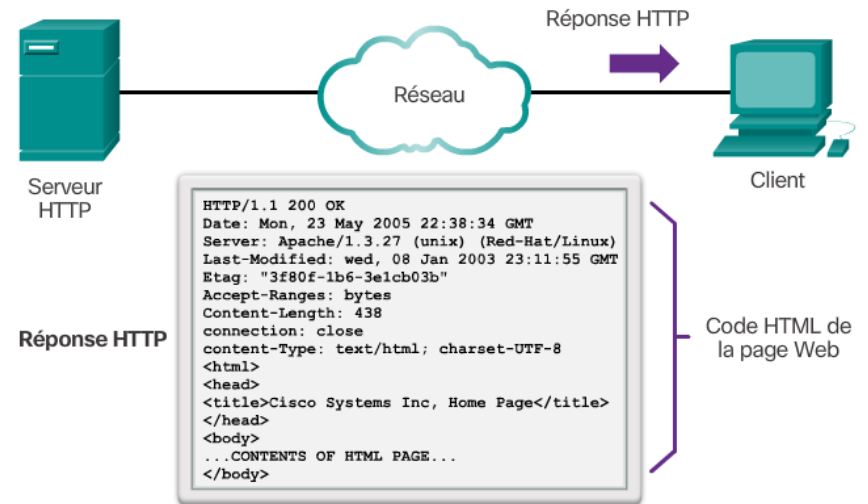 Réponse HTTP
Réseau
Serveur
HTTP
Client
HTTP/1.1 200 OK
Date: Mon, 23 May 2005 22:38:34 GMT
Server: Apache/1.3.27 (unix) (Red-Hat/Linux)
Last-Modified: wed, 08 Jan 2003 23:11:55 GMT
Etag: "3f80f-1b6-3e1cb03b"
Accept-Ranges: bytes
Content-Length: 438
connection: close
content-Type: text/html; charset-UTF-8
<html>
<head>
<title>Cisco Systems Inc, Home Page</title>
</head>
<body>
...CONTENTS OF HTML PAGE...
</body>
Réponse HTTP
Code HTML de
la page Web